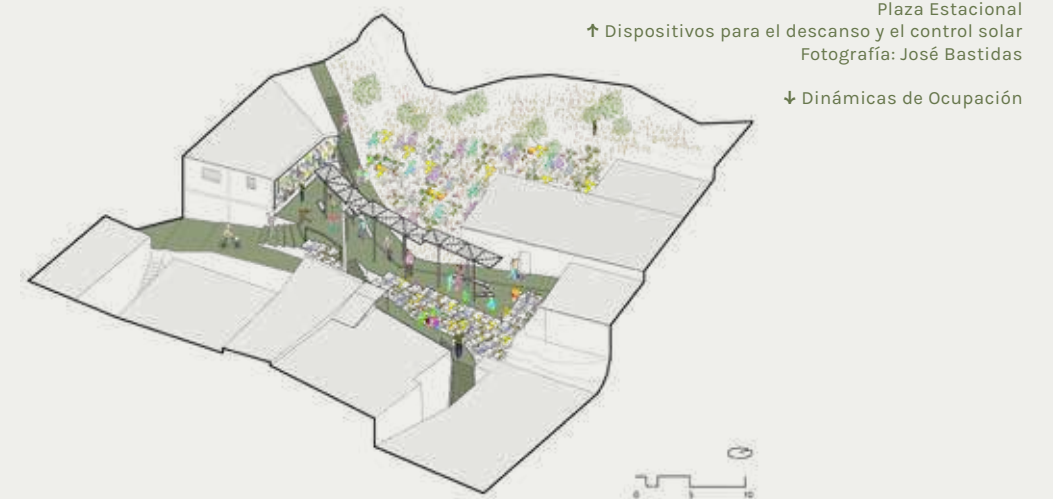 Plaza Estacional
↑ Dispositivos para el descanso y el control solar
Fotografía: José Bastidas
↓ Dinámicas de Ocupación
0 5 10